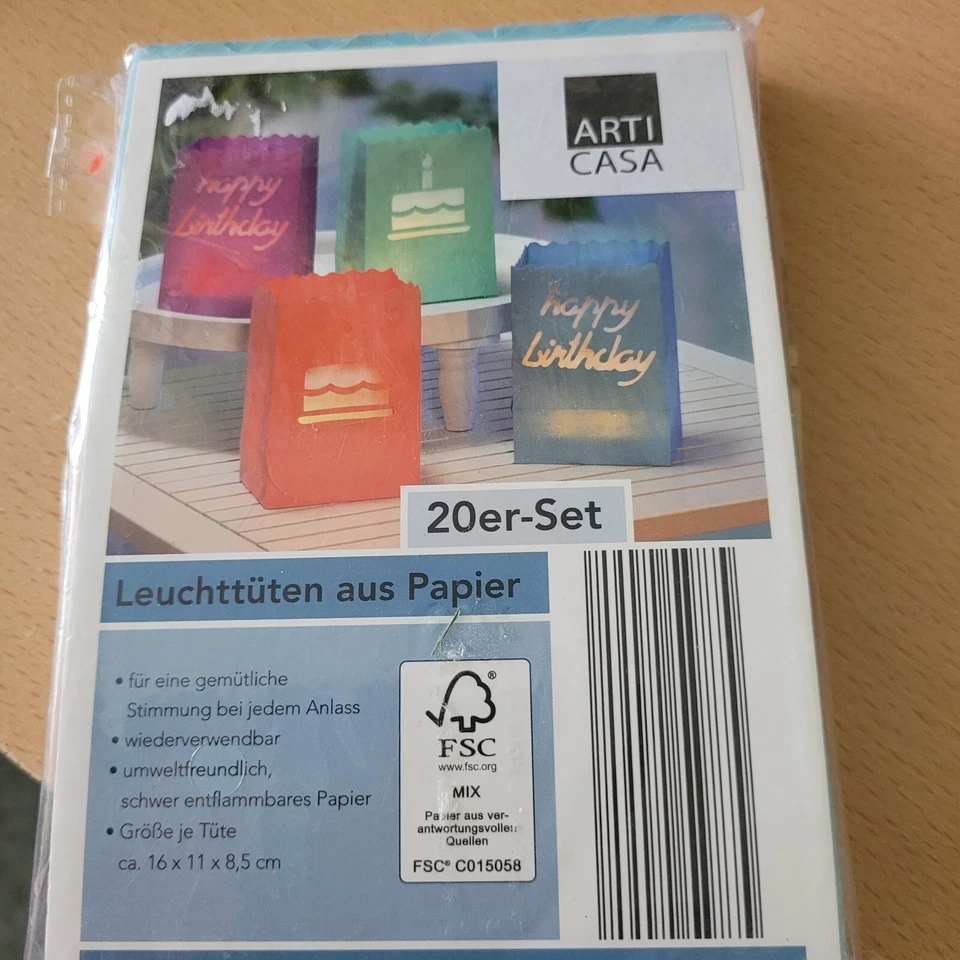 ARTI
CASA
happy
birthday
happy
birthday
20er-Set
Leuchttüten aus Papier
• für eine gemütliche
Stimmung bei jedem Anlass
• wiederverwendbar
• umweltfreundlich,
schwer entflammbares Papier
• Größe je Tüte
ca. 16 x 11 x 8,5 cm
®
FSC
www.fsc.org
MIX
Papier aus ver-
antwortungsvollen
Quellen
FSC® C015058